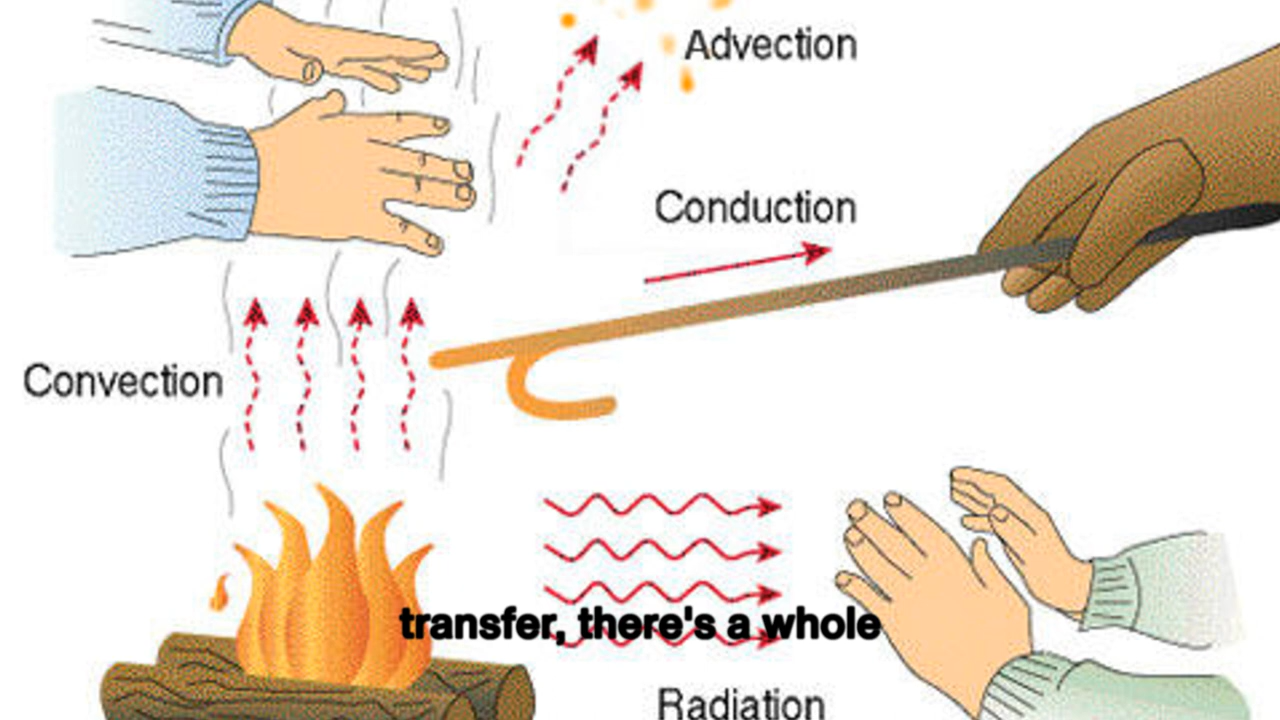 Advection
Conduction
Convection
transfer, there's a whole
Radiation